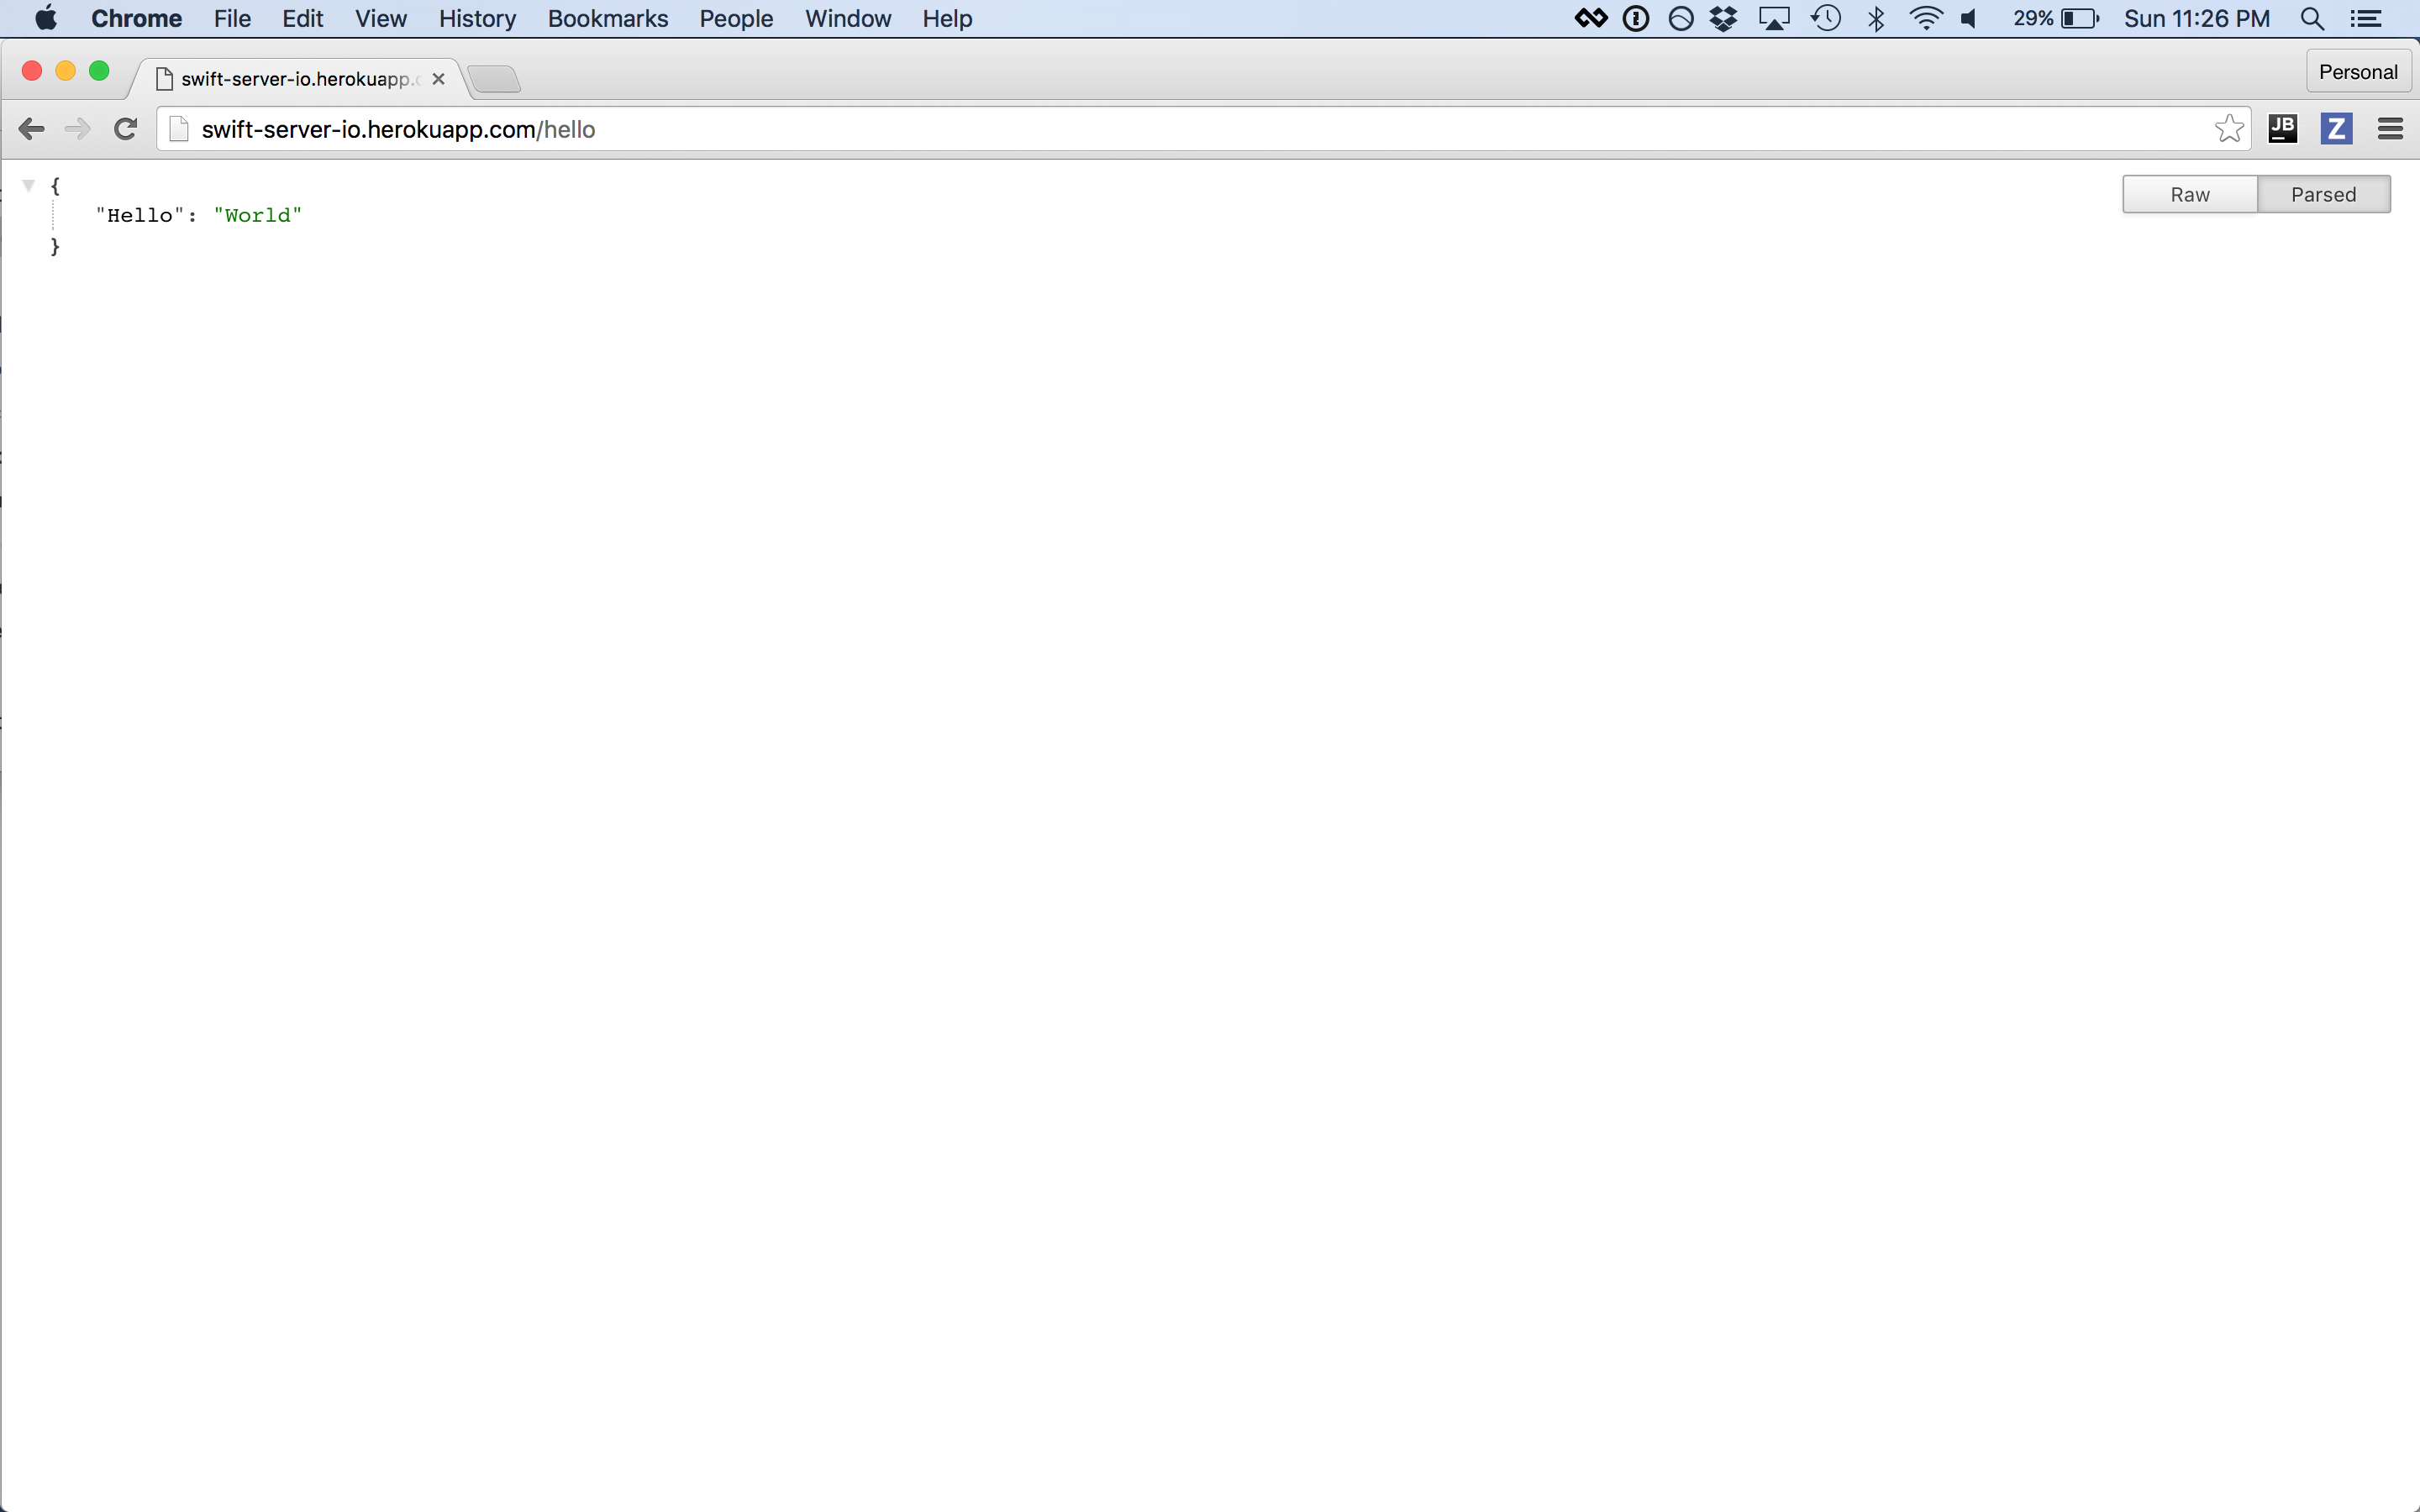 Chrome File Edit View History Bookmarks People Window Help 29% Sun 11:26 PM
swift-server-io.herokuapp. Personal
swift-server-io.herokuapp.com/hello JB Z
{ Raw Parsed
"Hello": "World"
}